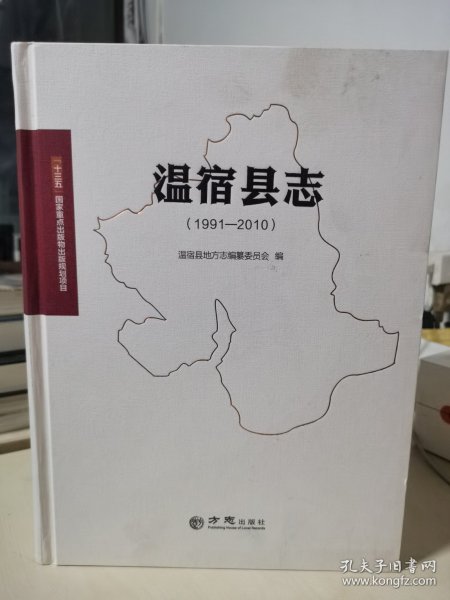 「十三五」国家重点出版物出版规划项目
温宿县志
(1991—2010)
温宿县地方志编纂委员会 编
方志出版社
Publishing House of Local Records
孔夫子旧书网
www.kongfz.com